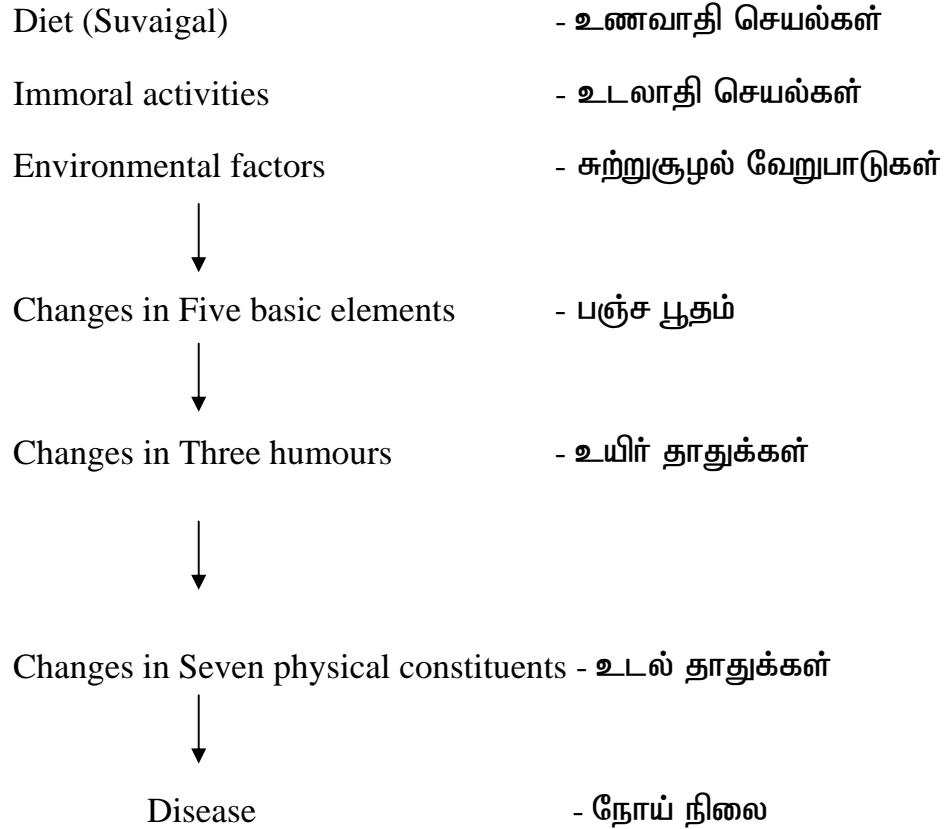 Diet (Suvaigal) - உணவாதி செயல்கள்
Immoral activities - உடலாதி செயல்கள்
Environmental factors - சுற்றுசூழல் வேறுபாடுகள்
Changes in Five basic elements - பஞ்ச பூதம்
Changes in Three humours - உயிர் தாதுக்கள்
Changes in Seven physical constituents - உடல் தாதுக்கள்
Disease - நோய் நிலை